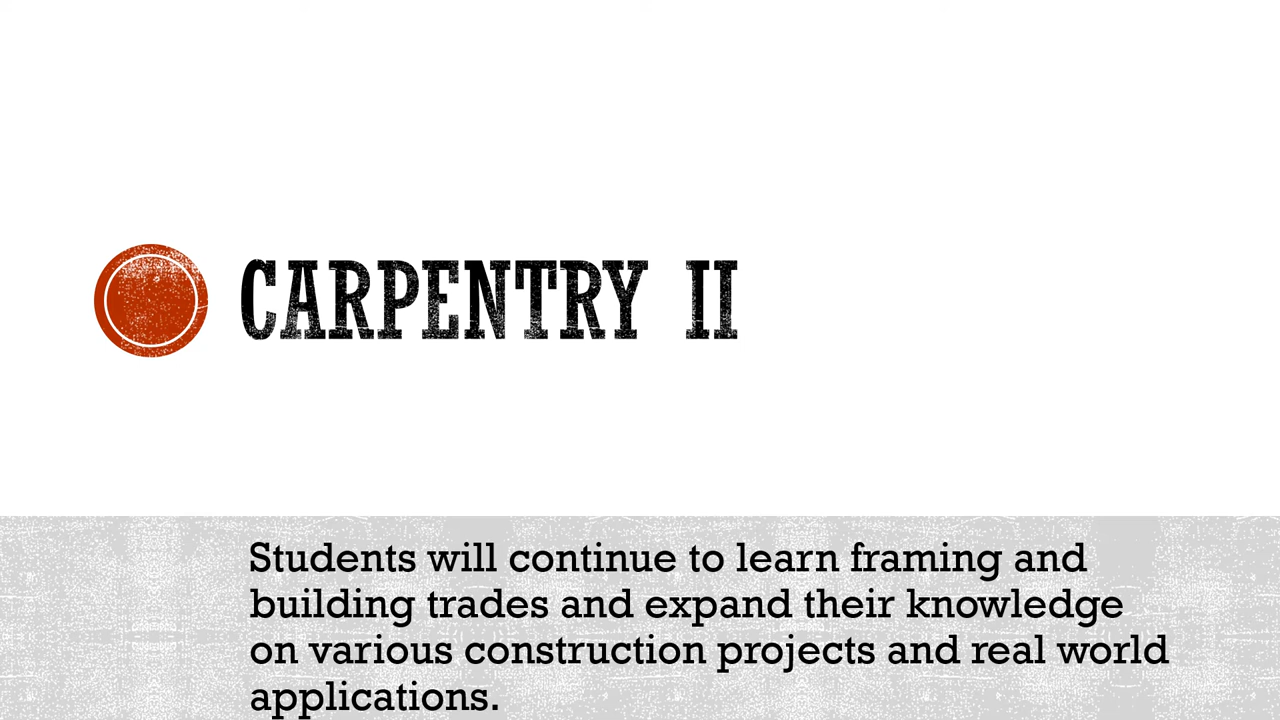 CARPENTRY II
Students will continue to learn framing and
building trades and expand their knowledge
on various construction projects and real world
applications.